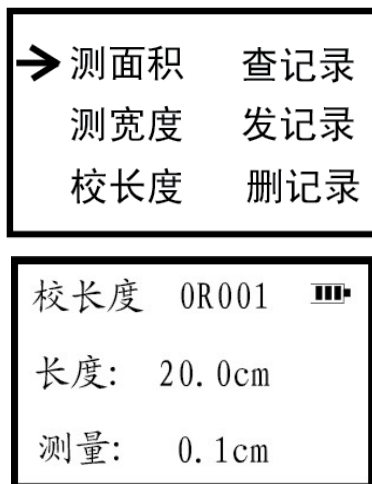 测面积 查记录
测宽度 发记录
校长度 删记录
校长度 0R001
长度: 20.0cm
测量: 0.1cm